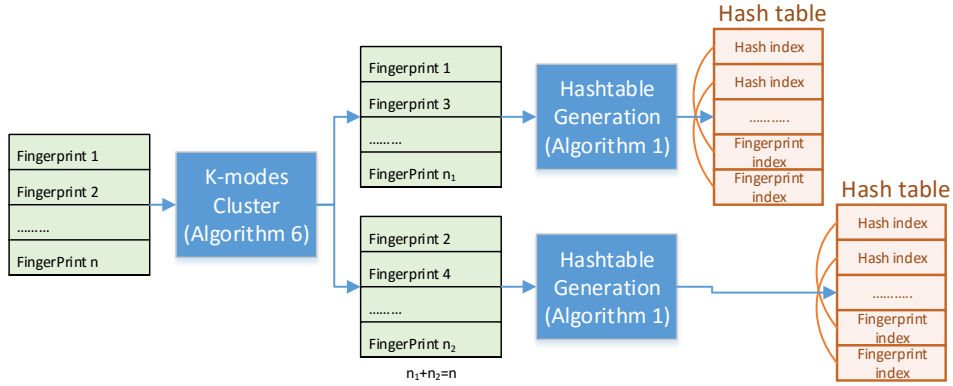 Fingerprint 1
Fingerprint 2
………
FingerPrint n
K-modes
Cluster
(Algorithm 6)
Fingerprint 1
Fingerprint 3
………
FingerPrint n₁
Hashtable
Generation
(Algorithm 1)
Hash table
Hash index
Hash index
………..
Fingerprint
index
Fingerprint
index
Fingerprint 2
Fingerprint 4
………
FingerPrint n₂
n₁+n₂=n
Hashtable
Generation
(Algorithm 1)
Hash table
Hash index
Hash index
………..
Fingerprint
index
Fingerprint
index